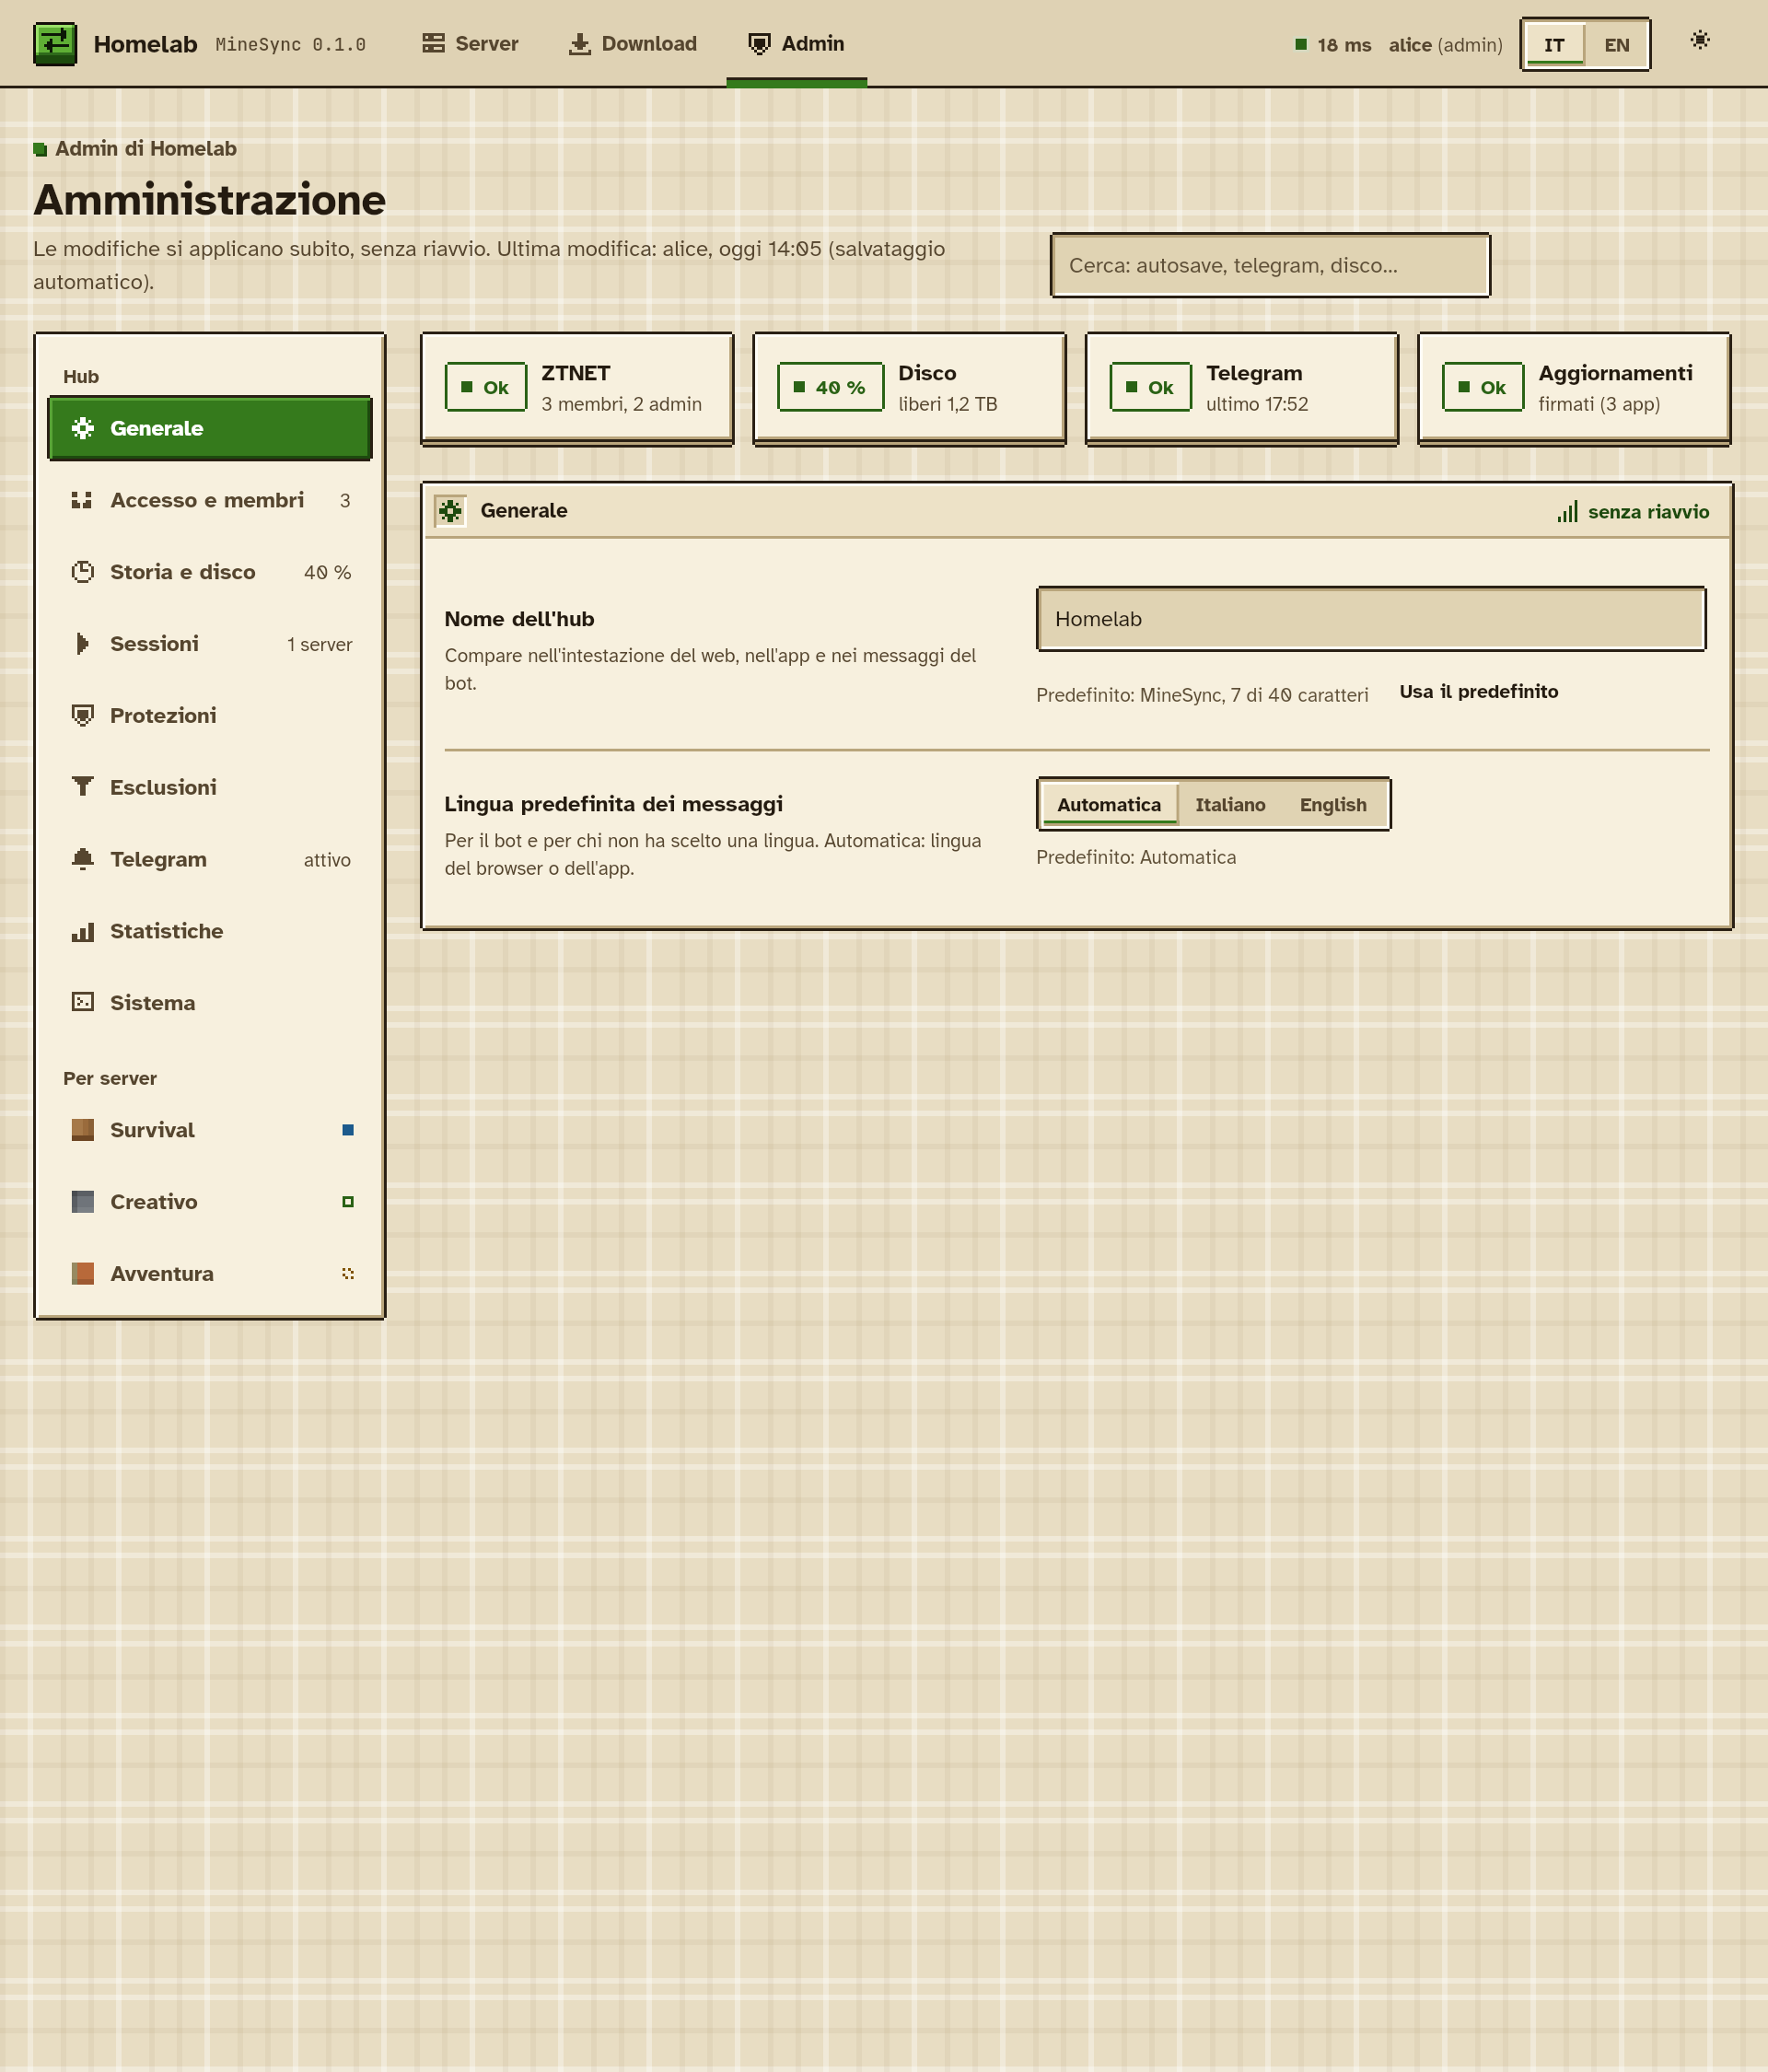 Homelab MineSync 0.1.0 Server Download Admin 18 ms alice (admin) IT EN
Admin di Homelab
Amministrazione
Le modifiche si applicano subito, senza riavvio. Ultima modifica: alice, oggi 14:05 (salvataggio
automatico).
Cerca: autosave, telegram, disco...
Hub
Generale
Accesso e membri 3
Storia e disco 40 %
Sessioni 1 server
Protezioni
Esclusioni
Telegram attivo
Statistiche
Sistema
Per server
Survival
Creativo
Avventura
Ok ZTNET
3 membri, 2 admin
40 % Disco
liberi 1,2 TB
Ok Telegram
ultimo 17:52
Ok Aggiornamenti
firmati (3 app)
Generale senza riavvio
Nome dell'hub
Compare nell'intestazione del web, nell'app e nei messaggi del
bot.
Homelab
Predefinito: MineSync, 7 di 40 caratteri Usa il predefinito
Lingua predefinita dei messaggi
Per il bot e per chi non ha scelto una lingua. Automatica: lingua
del browser o dell'app.
Automatica Italiano English
Predefinito: Automatica